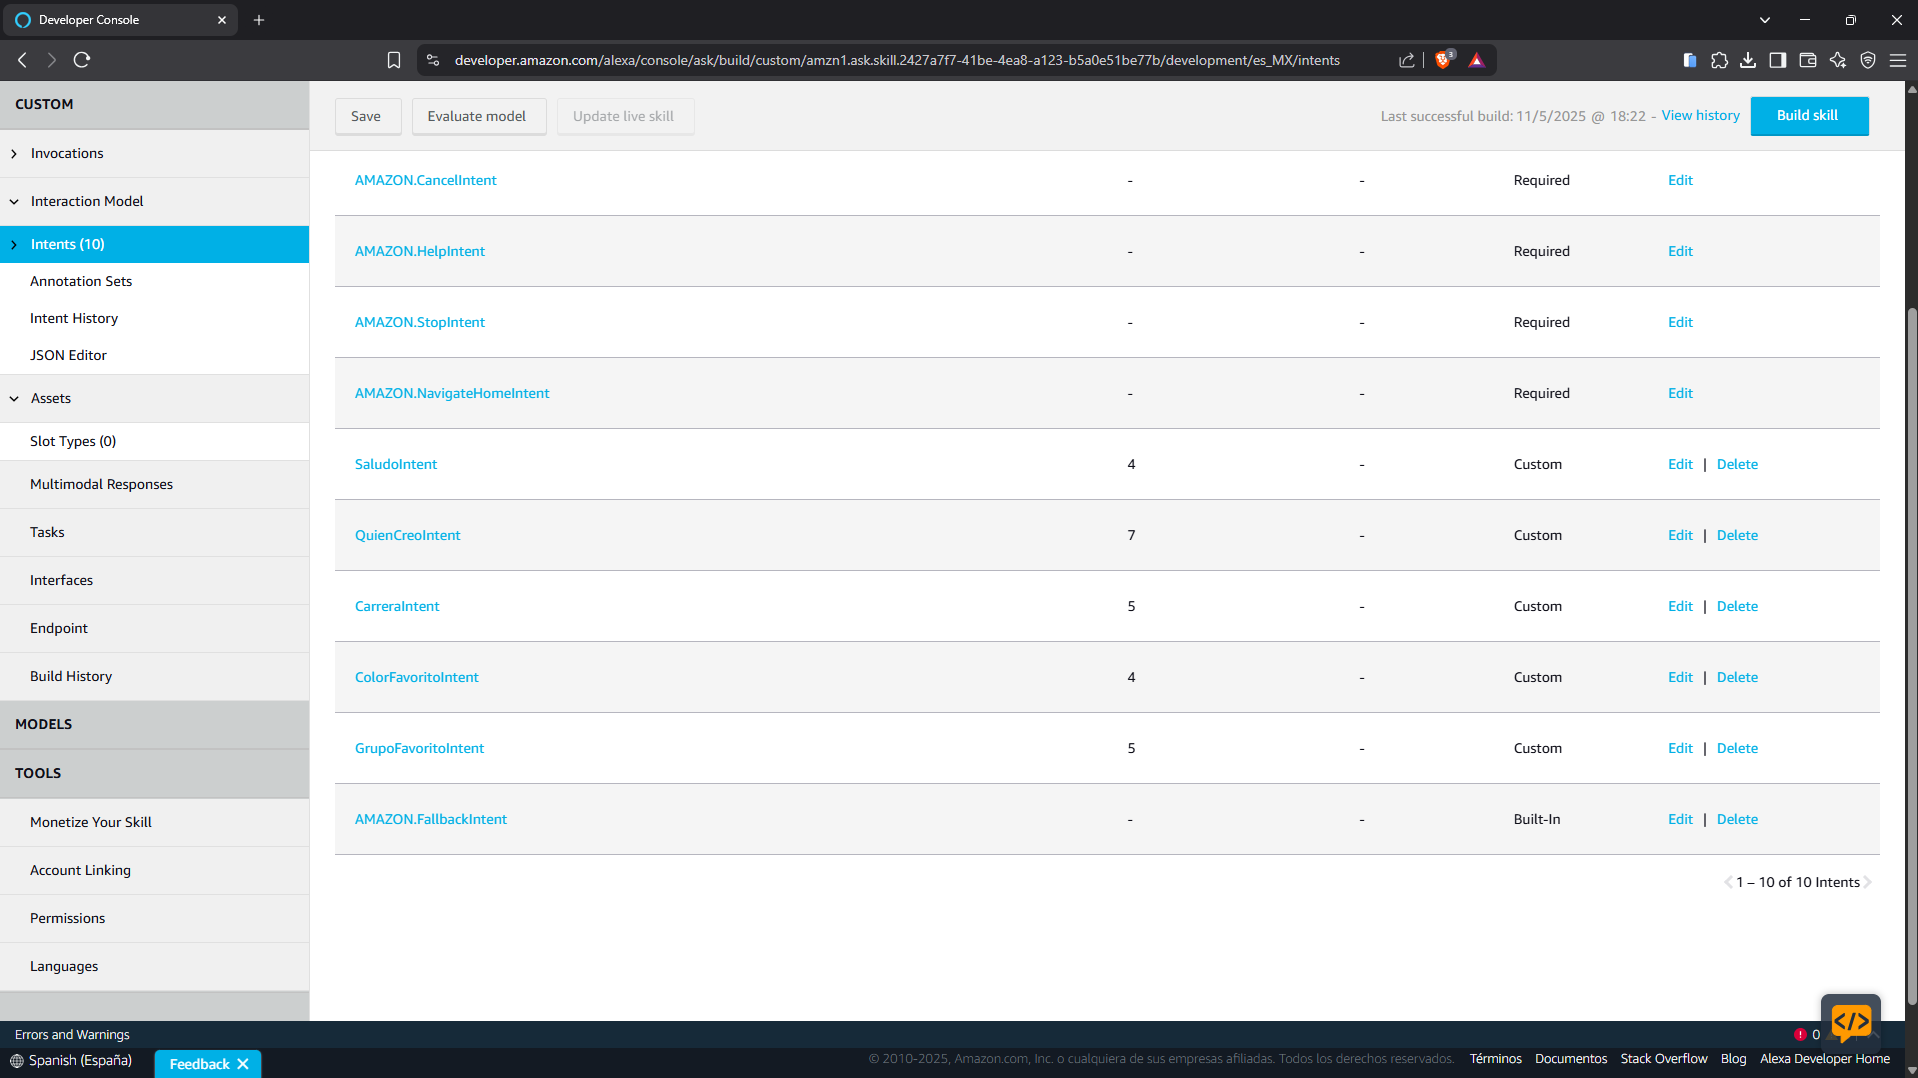 Developer Console
developer.amazon.com/alexa/console/ask/build/custom/amzn1.ask.skill.2427a7f7-41be-4ea8-a123-b5a0e51be77b/development/es_MX/intents
3
CUSTOM
Invocations
Interaction Model
Intents (10)
Annotation Sets
Intent History
JSON Editor
Assets
Slot Types (0)
Multimodal Responses
Tasks
Interfaces
Endpoint
Build History
MODELS
TOOLS
Monetize Your Skill
Account Linking
Permissions
Languages
Save Evaluate model Update live skill Last successful build: 11/5/2025 @ 18:22 - View history Build skill
AMAZON.CancelIntent - - Required Edit
AMAZON.HelpIntent - - Required Edit
AMAZON.StopIntent - - Required Edit
AMAZON.NavigateHomeIntent - - Required Edit
SaludoIntent 4 - Custom Edit | Delete
QuienCreoIntent 7 - Custom Edit | Delete
CarreraIntent 5 - Custom Edit | Delete
ColorFavoritoIntent 4 - Custom Edit | Delete
GrupoFavoritoIntent 5 - Custom Edit | Delete
AMAZON.FallbackIntent - - Built-In Edit | Delete
1 – 10 of 10 Intents
Errors and Warnings 0
Spanish (España) Feedback
© 2010-2025, Amazon.com, Inc. o cualquiera de sus empresas afiliadas. Todos los derechos reservados. Términos Documentos Stack Overflow Blog Alexa Developer Home